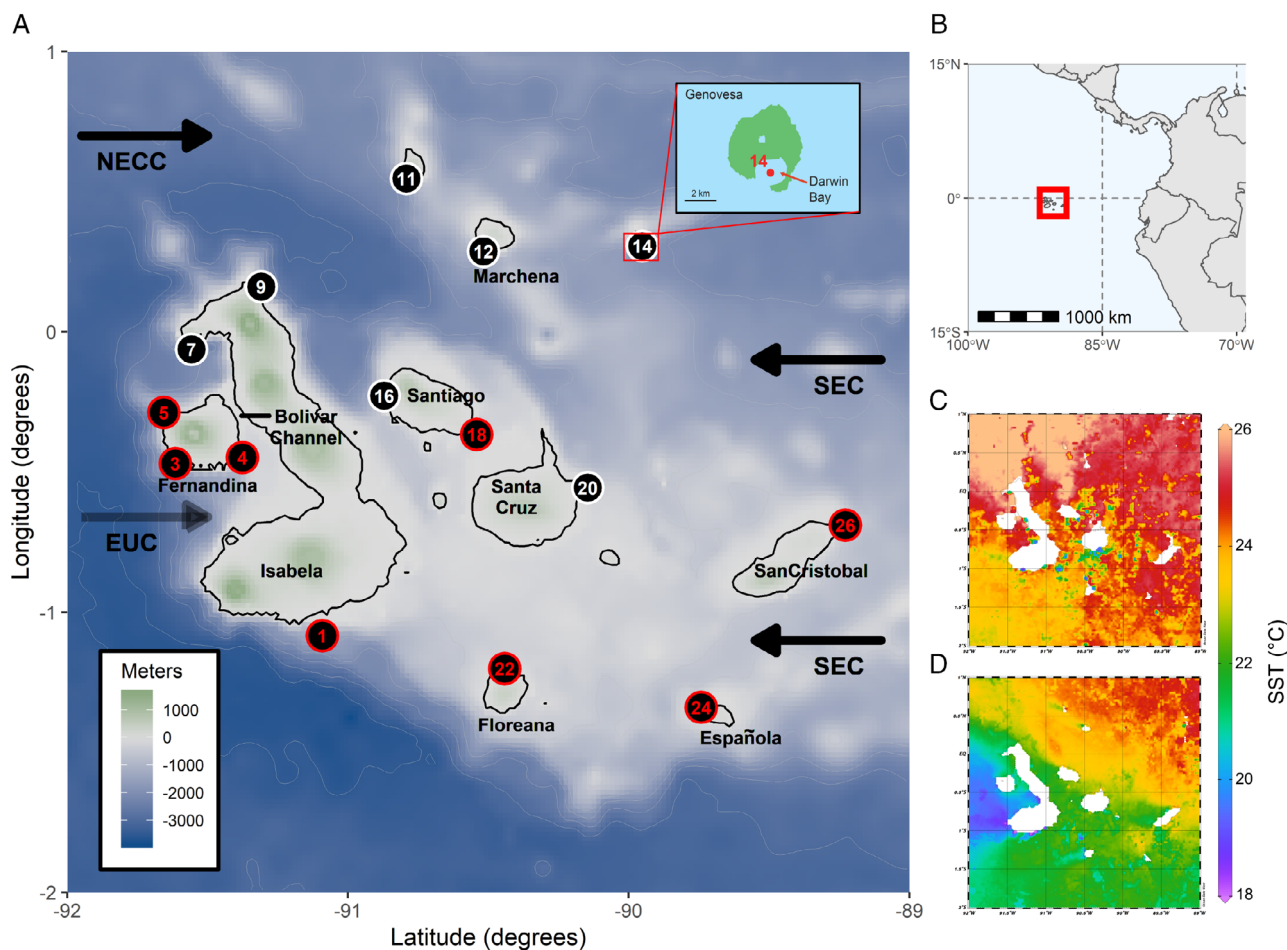 A
1
0
-1
-2
-92
-91
-90
-89
Longitude (degrees)
Latitude (degrees)
NECC
EUC
SEC
SEC
Genovesa
14
Darwin
Bay
2 km
11
12
Marchena
14
9
7
16
Santiago
18
5
Bolivar
Channel
3
4
Fernandina
Santa
Cruz
20
26
SanCristobal
Isabela
1
22
Floreana
24
Española
Meters
1000
0
-1000
-2000
-3000
B
15°N
0°
15°S
1000 km
100°W
85°W
70°W
C
D
26
24
22
20
18
SST (°C)